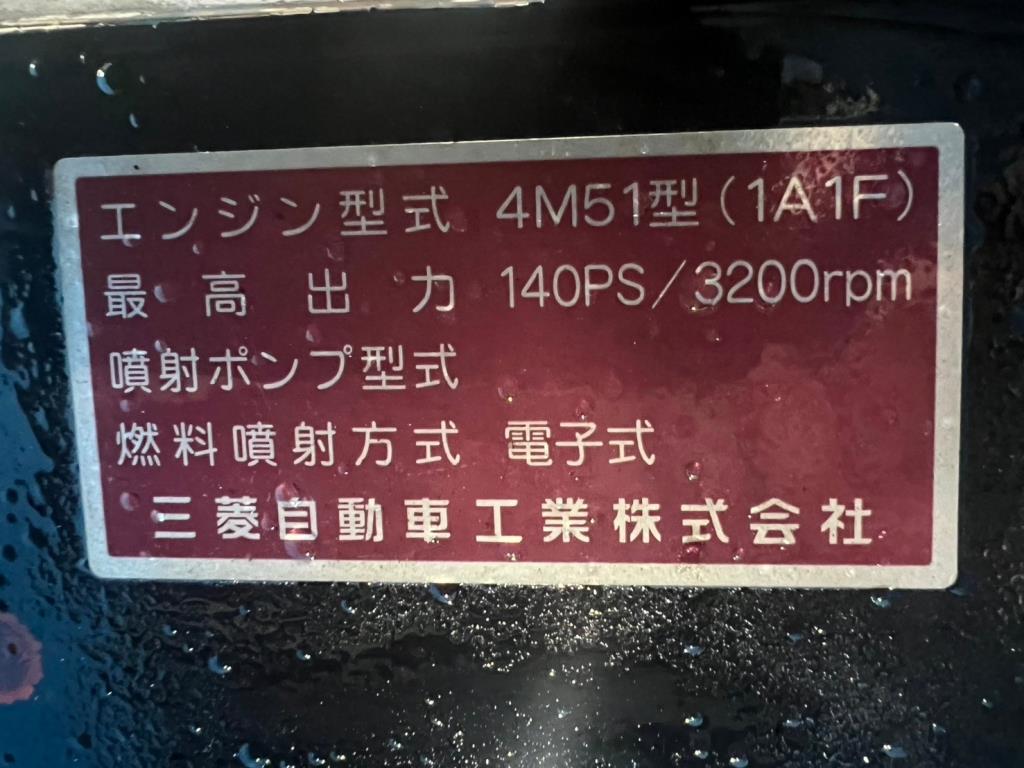 エンジン型式 4M51型(1A1F)
最高出力 140PS/3200rpm
噴射ポンプ型式
燃料噴射方式 電子式
三菱自動車工業株式会社